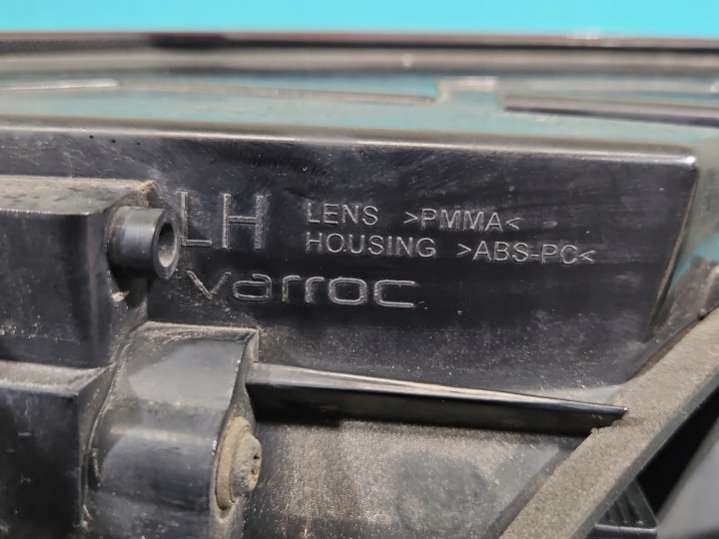 LH
LENS >PMMA<
HOUSING >ABS-PC<
varroc